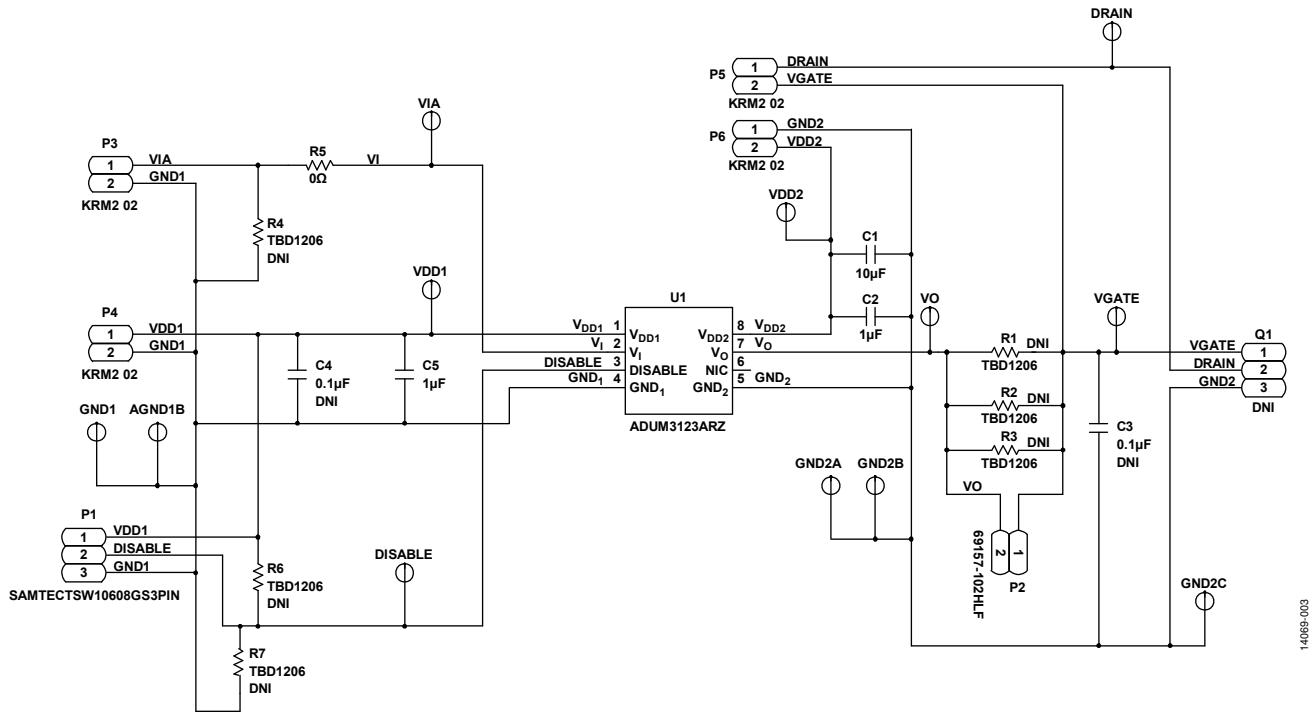 DRAIN
P5
1 DRAIN
2 VGATE
KRM2 02
VIA
P6
1 GND2
2 VDD2
KRM2 02
P3
1 VIA
2 GND1
KRM2 02
R5
0Ω
VI
R4
TBD1206
DNI
VDD2
C1
10µF
C2
1µF
VDD1
P4
1 VDD1
2 GND1
KRM2 02
C4
0.1µF
DNI
C5
1µF
U1
VDD1 1 VDD1
VI 2 VI
DISABLE 3 DISABLE
GND1 4 GND1
VDD2 8 VDD2
VO 7 VO
NIC 6
GND2 5 GND2
ADUM3123ARZ
VO
R1 DNI
TBD1206
R2 DNI
TBD1206
R3 DNI
TBD1206
VGATE
C3
0.1µF
DNI
Q1
VGATE 1
DRAIN 2
GND2 3
DNI
GND1
AGND1B
GND2A
GND2B
VO
69157-102HLF
2 1
P2
P1
1 VDD1
2 DISABLE
3 GND1
SAMTECTSW10608GS3PIN
R6
TBD1206
DNI
DISABLE
R7
TBD1206
DNI
GND2C
14069-003